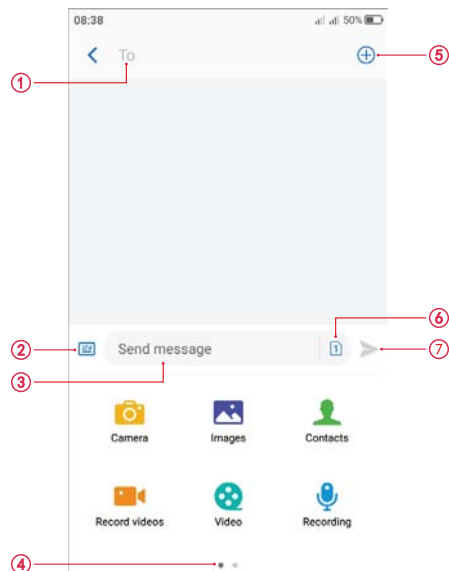 08:38 50%
To
⑤
①
⑥
② Send message 1 ⑦
③
Camera Images Contacts
Record videos Video Recording
④